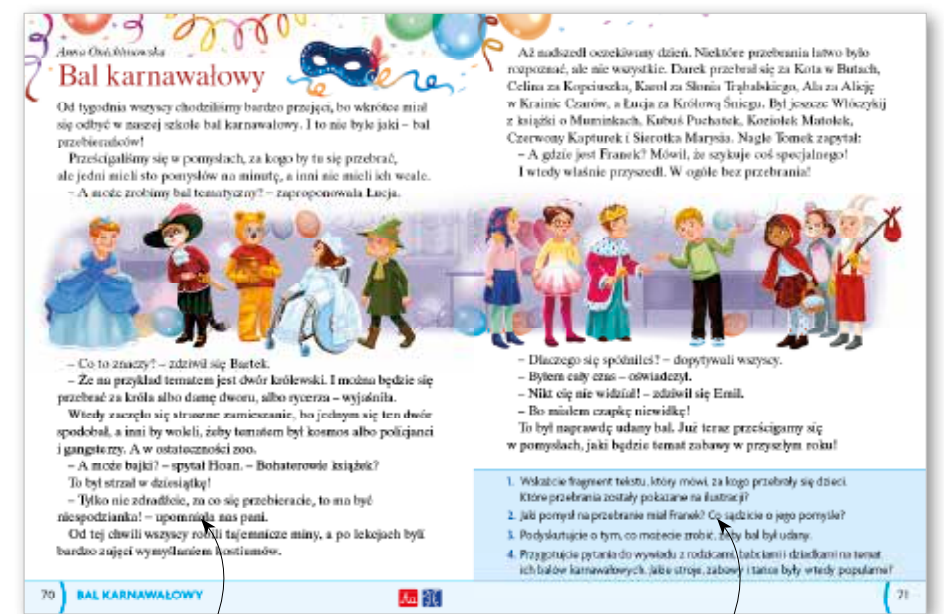 Anna
Bal karnawałowy
Od tygodnia wszyscy chodziliśmy bardzo przejęci, bo wkrótce miał
się odbyć w naszej szkole bal karnawałowy. I to nie byle jaki – bal
przebierańców!
Prześcigaliśmy się w pomysłach, za kogo by tu się przebrać,
ale jedni mieli sto pomysłów na minutę, a inni nie mieli ich wcale.
– A może zrobimy bal tematyczny? – zaproponowała Łucja.
– Co to znaczy? – zdziwił się Bartek.
– Że na przykład tematem jest dwór królewski. I można będzie się
przebrać za króla albo damę dworu, albo rycerza – wyjaśniła.
Wtedy zaczęło się straszne zamieszanie, bo jednym się ten dwór
spodobał, a inni by woleli, żeby tematem był kosmos albo policjanci
i gangsterzy. A w ostateczności zoo.
– A może bajki? – spytał Hoan. – Bohaterowie książek?
To był strzał w dziesiątkę!
– Tylko nie zdradźcie, za co się przebieracie, to ma być
niespodzianka! – upomniała nas pani.
Od tej chwili wszyscy robili tajemnicze miny, a po lekcjach byli
bardzo zajęci wymyślaniem kostiumów.
70 BAL KARNAWAŁOWY
Aż nadszedł oczekiwany dzień. Niektóre przebrania łatwo było
rozpoznać, ale nie wszystkie. Darek przebrał się za Kota w Butach,
Celina za Kopciuszka, Karol za Słonia Trąbalskiego, Ala za Alicję
w Krainie Czarów, a Łucja za Królową Śniegu. Był jeszcze Włóczykij
z książki o Muminkach, Kubuś Puchatek, Koziołek Matołek,
Czerwony Kapturek i Sierotka Marysia. Nagle Tomek zapytał:
– A gdzie jest Franek? Mówił, że szykuje coś specjalnego!
I wtedy właśnie przyszedł. W ogóle bez przebrania!
– Dlaczego się spóźniłeś? – dopytywali wszyscy.
– Byłem cały czas – oświadczył.
– Nikt cię nie widział! – zdziwił się Emil.
– Bo miałem czapkę niewidkę!
To był naprawdę udany bal. Już teraz prześcigamy się
w pomysłach, jaki będzie temat zabawy w przyszłym roku!
1. Wskażcie fragment tekstu, który mówi, za kogo przebrały się dzieci.
Które przebrania zostały pokazane na ilustracji?
2. Jaki pomysł na przebranie miał Franek? Co sądzicie o jego pomyśle?
3. Podyskutujcie o tym, co możecie zrobić, żeby bal był udany.
4. Przygotujcie pytania do wywiadu z rodzicami, babciami i dziadkami na temat
ich balów karnawałowych. Jakie stroje, zabawy i tańce były wtedy popularne?
71